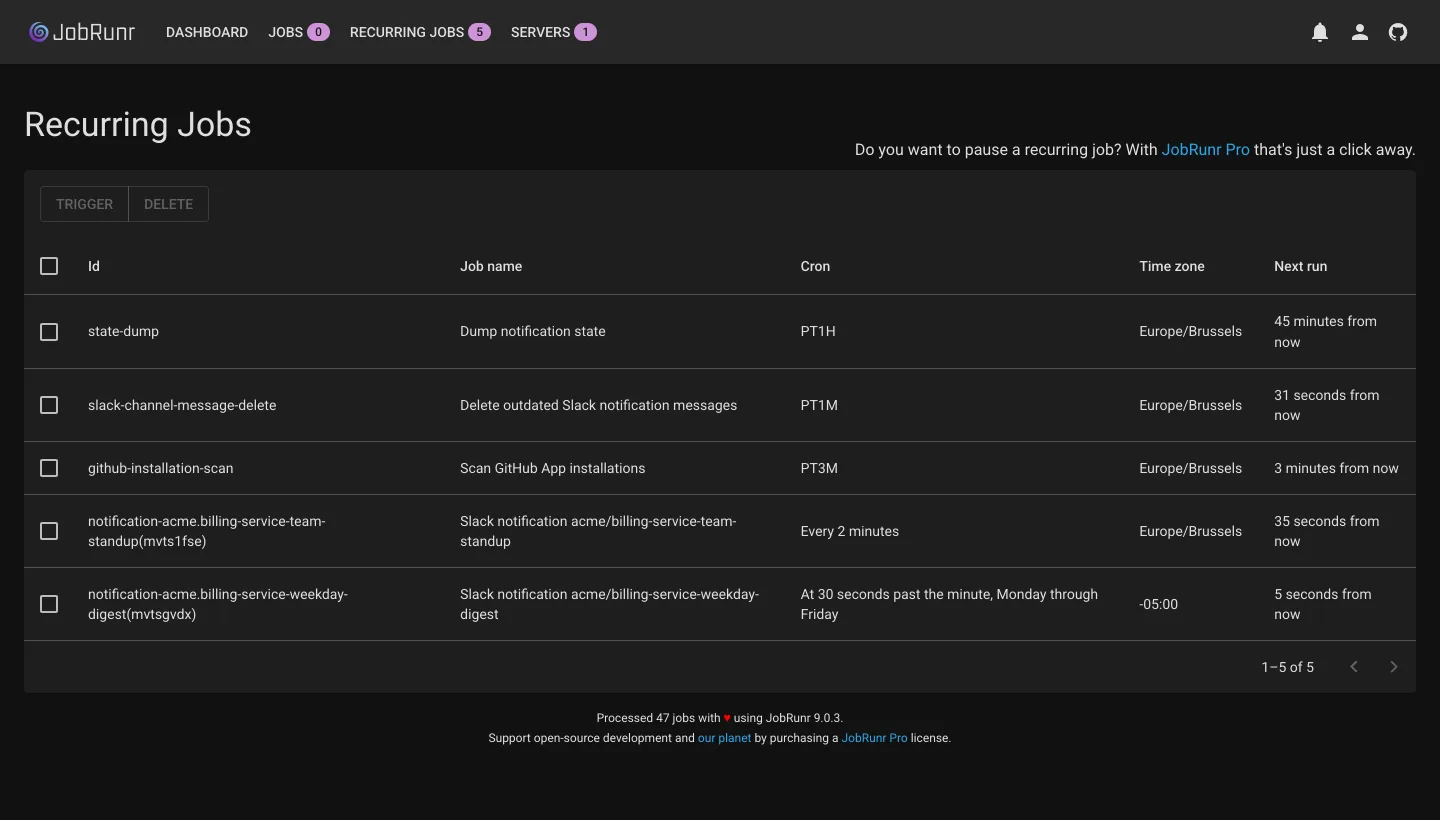 JobRunr DASHBOARD JOBS 0 RECURRING JOBS 5 SERVERS 1
Recurring Jobs
Do you want to pause a recurring job? With JobRunr Pro that's just a click away.
TRIGGER DELETE
Id Job name Cron Time zone Next run
state-dump Dump notification state PT1H Europe/Brussels 45 minutes from
now
slack-channel-message-delete Delete outdated Slack notification messages PT1M Europe/Brussels 31 seconds from
now
github-installation-scan Scan GitHub App installations PT3M Europe/Brussels 3 minutes from now
notification-acme.billing-service-team-
standup(mvts1fse)
Slack notification acme/billing-service-team-
standup
Every 2 minutes
Europe/Brussels
35 seconds from
now
notification-acme.billing-service-weekday-
digest(mvtsgvdx)
Slack notification acme/billing-service-weekday-
digest
At 30 seconds past the minute, Monday through
Friday
-05:00
5 seconds from
now
1–5 of 5
Processed 47 jobs with ♥ using JobRunr 9.0.3.
Support open-source development and our planet by purchasing a JobRunr Pro license.